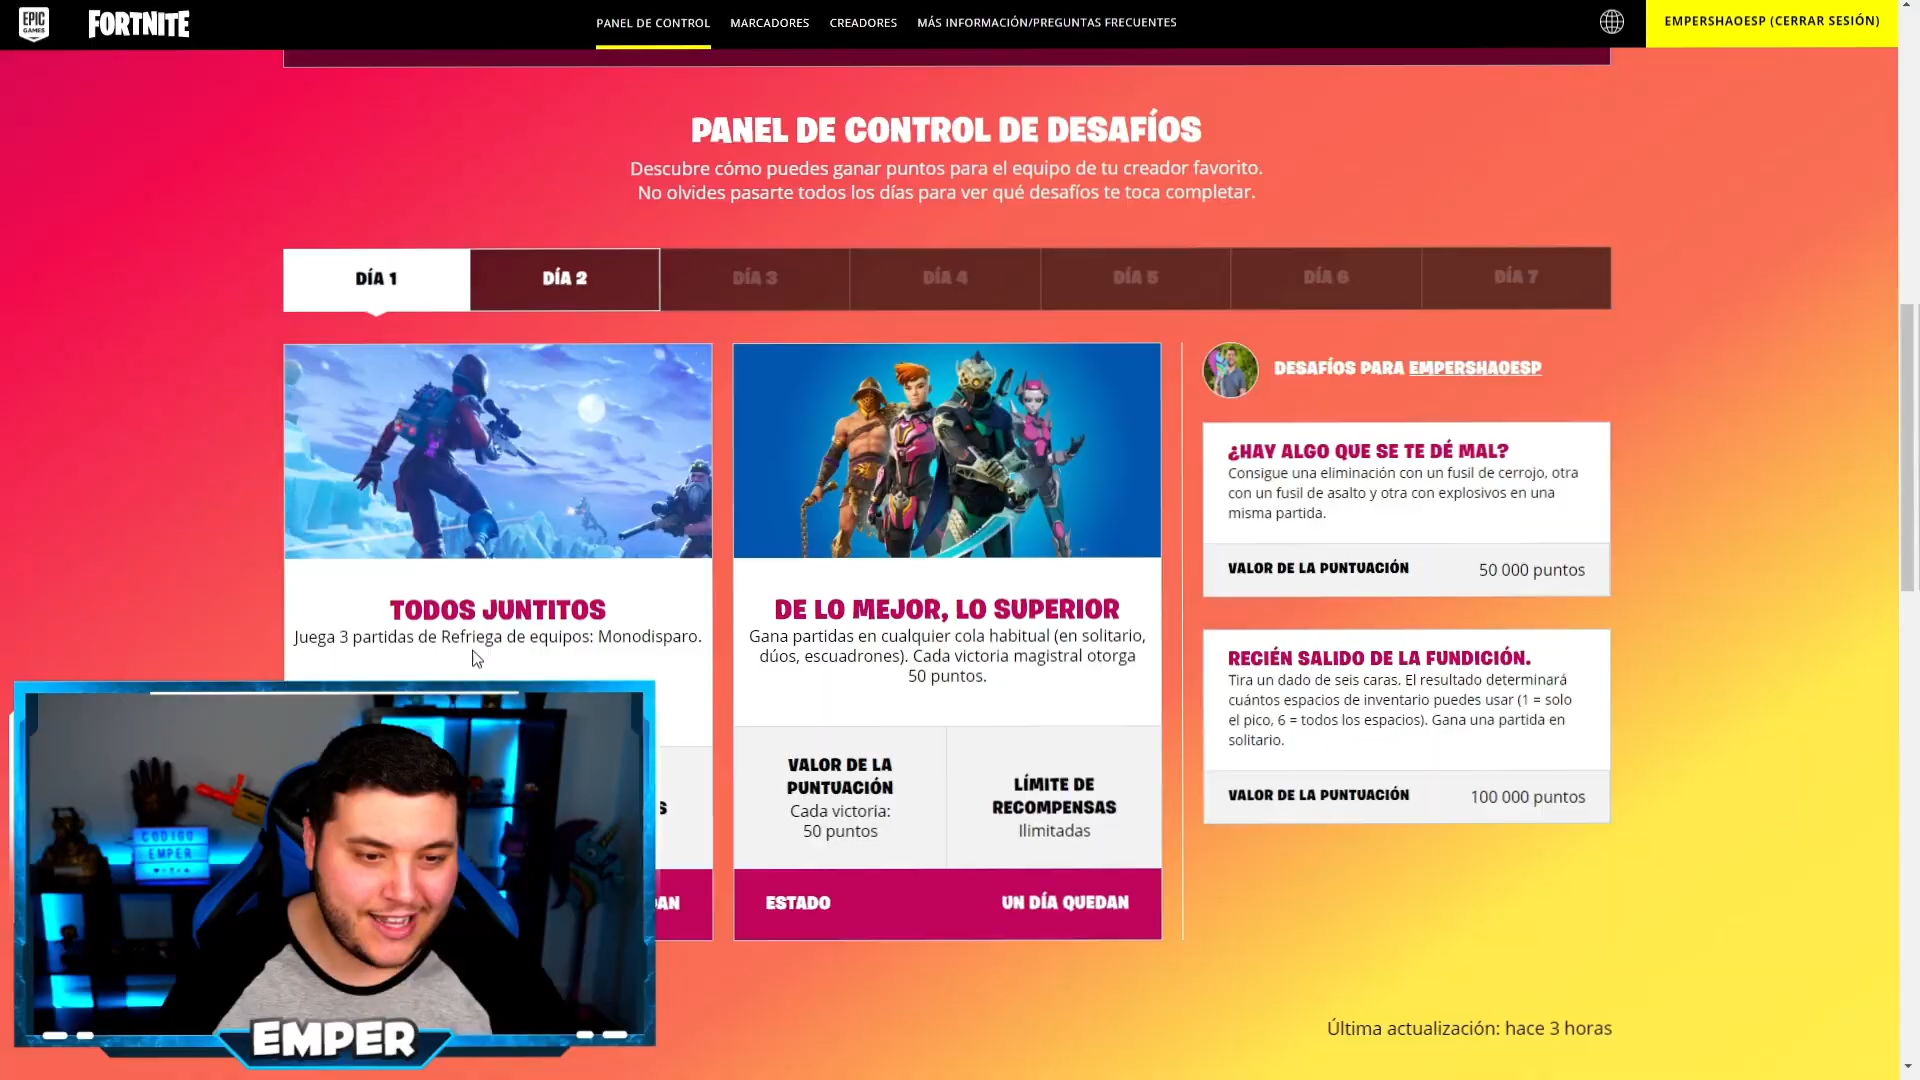 EPIC
GAMES
FORTNITE
PANEL DE CONTROL
MARCADORES
CREADORES
MÁS INFORMACIÓN/PREGUNTAS FRECUENTES
EMPERSHAOESP (CERRAR SESIÓN)
PANEL DE CONTROL DE DESAFÍOS
Descubre cómo puedes ganar puntos para el equipo de tu creador favorito.
No olvides pasarte todos los días para ver qué desafíos te toca completar.
DÍA 1
DÍA 2
DÍA 3
DÍA 4
DÍA 5
DÍA 6
DÍA 7
TODOS JUNTITOS
Juega 3 partidas de Refriega de equipos: Monodisparo.
DE LO MEJOR, LO SUPERIOR
Gana partidas en cualquier cola habitual (en solitario,
dúos, escuadrones). Cada victoria magistral otorga
50 puntos.
VALOR DE LA
PUNTUACIÓN
Cada victoria:
50 puntos
LÍMITE DE
RECOMPENSAS
Ilimitadas
ESTADO
UN DÍA QUEDAN
DESAFÍOS PARA EMPERSHAOESP
¿HAY ALGO QUE SE TE DÉ MAL?
Consigue una eliminación con un fusil de cerrojo, otra
con un fusil de asalto y otra con explosivos en una
misma partida.
VALOR DE LA PUNTUACIÓN
50 000 puntos
RECIÉN SALIDO DE LA FUNDICIÓN.
Tira un dado de seis caras. El resultado determinará
cuántos espacios de inventario puedes usar (1 = solo
el pico, 6 = todos los espacios). Gana una partida en
solitario.
VALOR DE LA PUNTUACIÓN
100 000 puntos
Última actualización: hace 3 horas
CODIGO
EMPER
EMPER